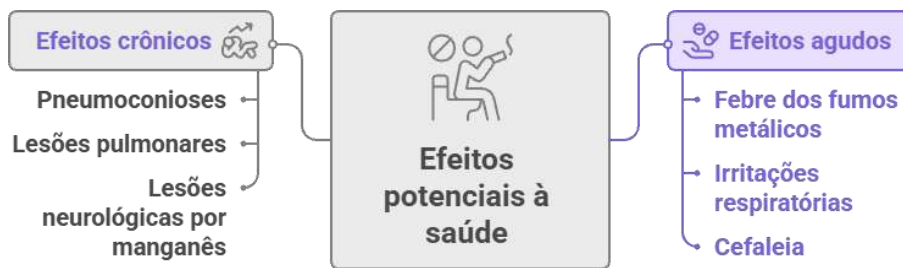 Efeitos crônicos
Pneumoconioses
Lesões pulmonares
Lesões
neurológicas por
manganês
Efeitos
potenciais à
saúde
Efeitos agudos
Febre dos fumos
metálicos
Irritações
respiratórias
Cefaleia